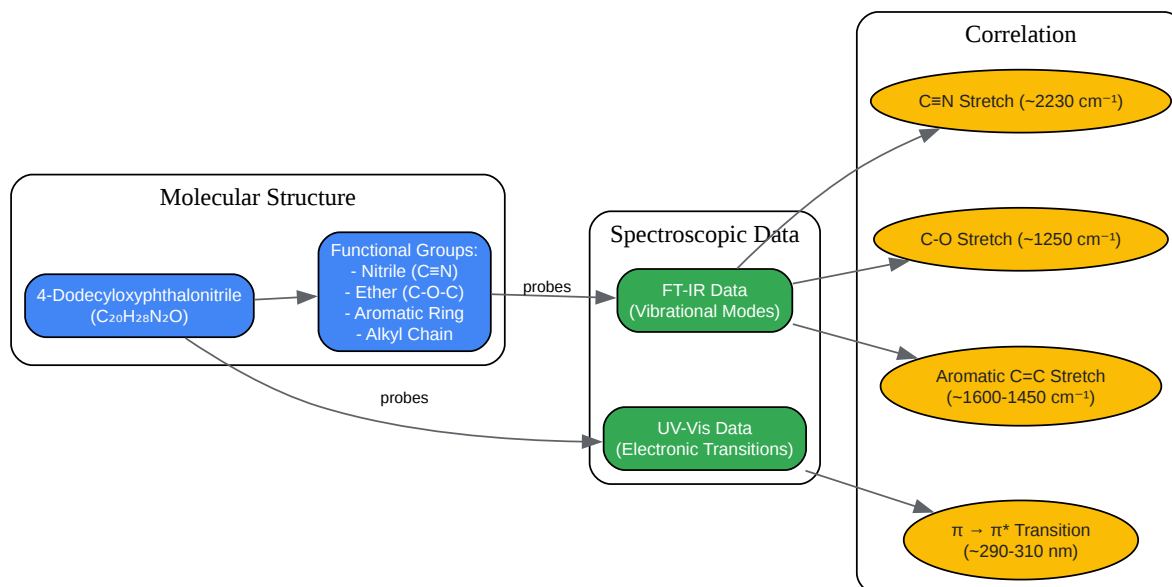 Molecular Structure
4-Dodecyloxyphthalonitrile
(C₂₀H₂₈N₂O)
Functional Groups:
- Nitrile (C≡N)
- Ether (C-O-C)
- Aromatic Ring
- Alkyl Chain
probes
probes
Spectroscopic Data
FT-IR Data
(Vibrational Modes)
UV-Vis Data
(Electronic Transitions)
Correlation
C≡N Stretch (~2230 cm⁻¹)
C-O Stretch (~1250 cm⁻¹)
Aromatic C=C Stretch
(~1600-1450 cm⁻¹)
π → π* Transition
(~290-310 nm)